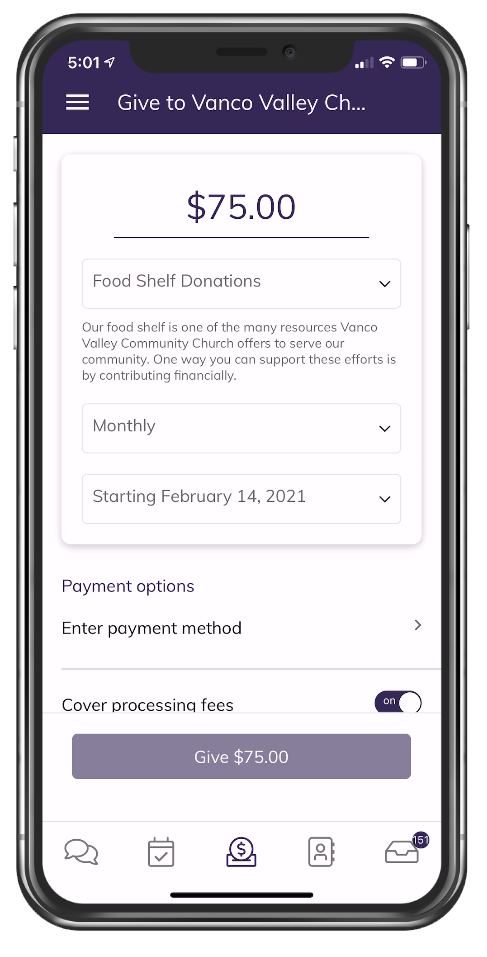 5:01
Give to Vanco Valley Ch...
$75.00
Food Shelf Donations
Our food shelf is one of the many resources Vanco
Valley Community Church offers to serve our
community. One way you can support these efforts is
by contributing financially.
Monthly
Starting February 14, 2021
Payment options
Enter payment method
Cover processing fees
on
Give $75.00
$
151